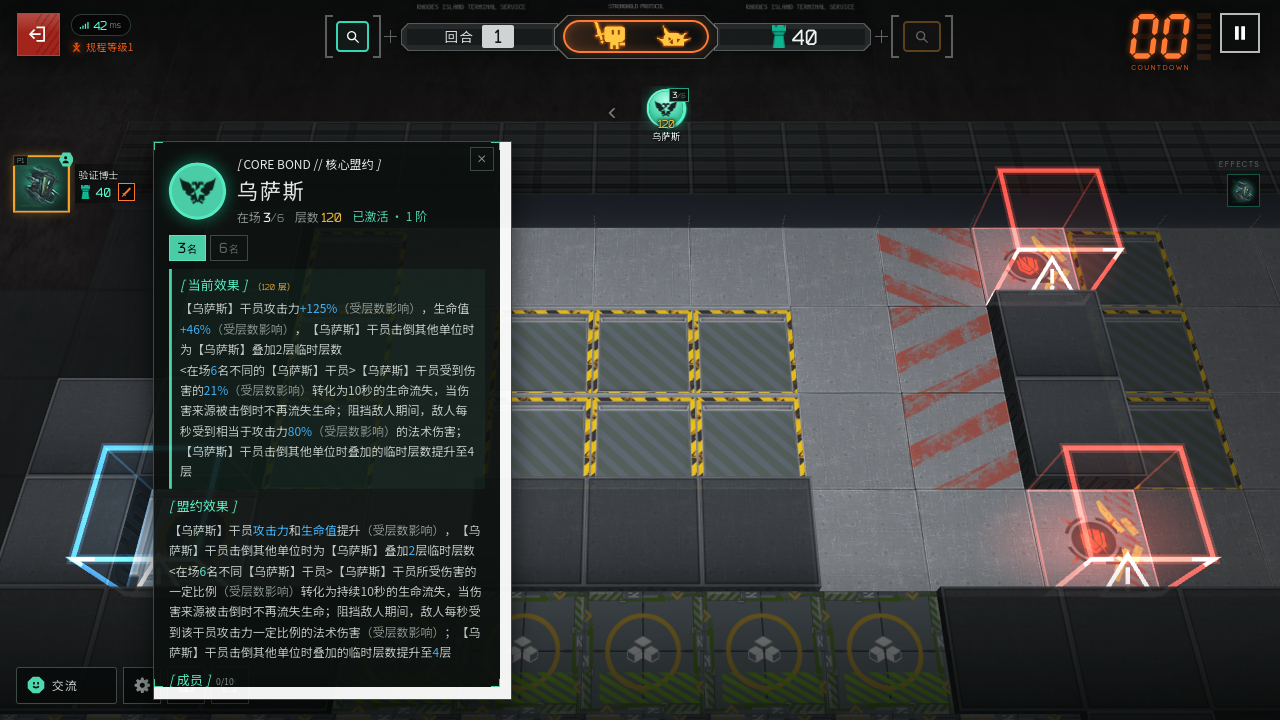 RHODES ISLAND TERMINAL SERVICE
STRONGHOLD PROTOCOL
RHODES ISLAND TERMINAL SERVICE
42 ms
规程等级1
回合 1
40
00
COUNTDOWN
3/6
120
乌萨斯
P1
验证博士
40
EFFECTS
[ CORE BOND // 核心盟约 ]
乌萨斯
在场 3/6 层数 120 已激活 · 1 阶
3名 6名
[ 当前效果 ] (120 层)
【乌萨斯】干员攻击力+125%（受层数影响），生命值
+46%（受层数影响），【乌萨斯】干员击倒其他单位时
为【乌萨斯】叠加2层临时层数
<在场6名不同的【乌萨斯】干员>【乌萨斯】干员受到伤
害的21%（受层数影响）转化为10秒的生命流失，当伤
害来源被击倒时不再流失生命；阻挡敌人期间，敌人每
秒受到相当于攻击力80%（受层数影响）的法术伤害；
【乌萨斯】干员击倒其他单位时叠加的临时层数提升至4
层
[ 盟约效果 ]
【乌萨斯】干员攻击力和生命值提升（受层数影响），【乌
萨斯】干员击倒其他单位时为【乌萨斯】叠加2层临时层数
<在场6名不同【乌萨斯】干员>【乌萨斯】干员所受伤害的
一定比例（受层数影响）转化为持续10秒的生命流失，当伤
害来源被击倒时不再流失生命；阻挡敌人期间，敌人每秒受
到该干员攻击力一定比例的法术伤害（受层数影响）；【乌
萨斯】干员击倒其他单位时叠加的临时层数提升至4层
[ 成员 ] 0/10
交流